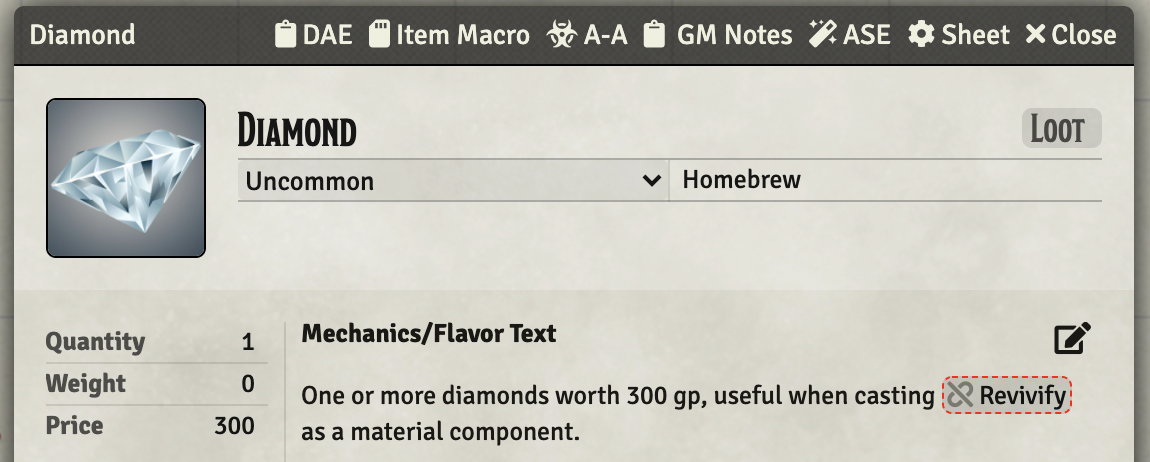 Diamond DAE Item Macro A-A GM Notes ASE Sheet Close
Diamond Loot
Uncommon Homebrew
Quantity 1
Weight 0
Price 300
Mechanics/Flavor Text
One or more diamonds worth 300 gp, useful when casting Revivify
as a material component.